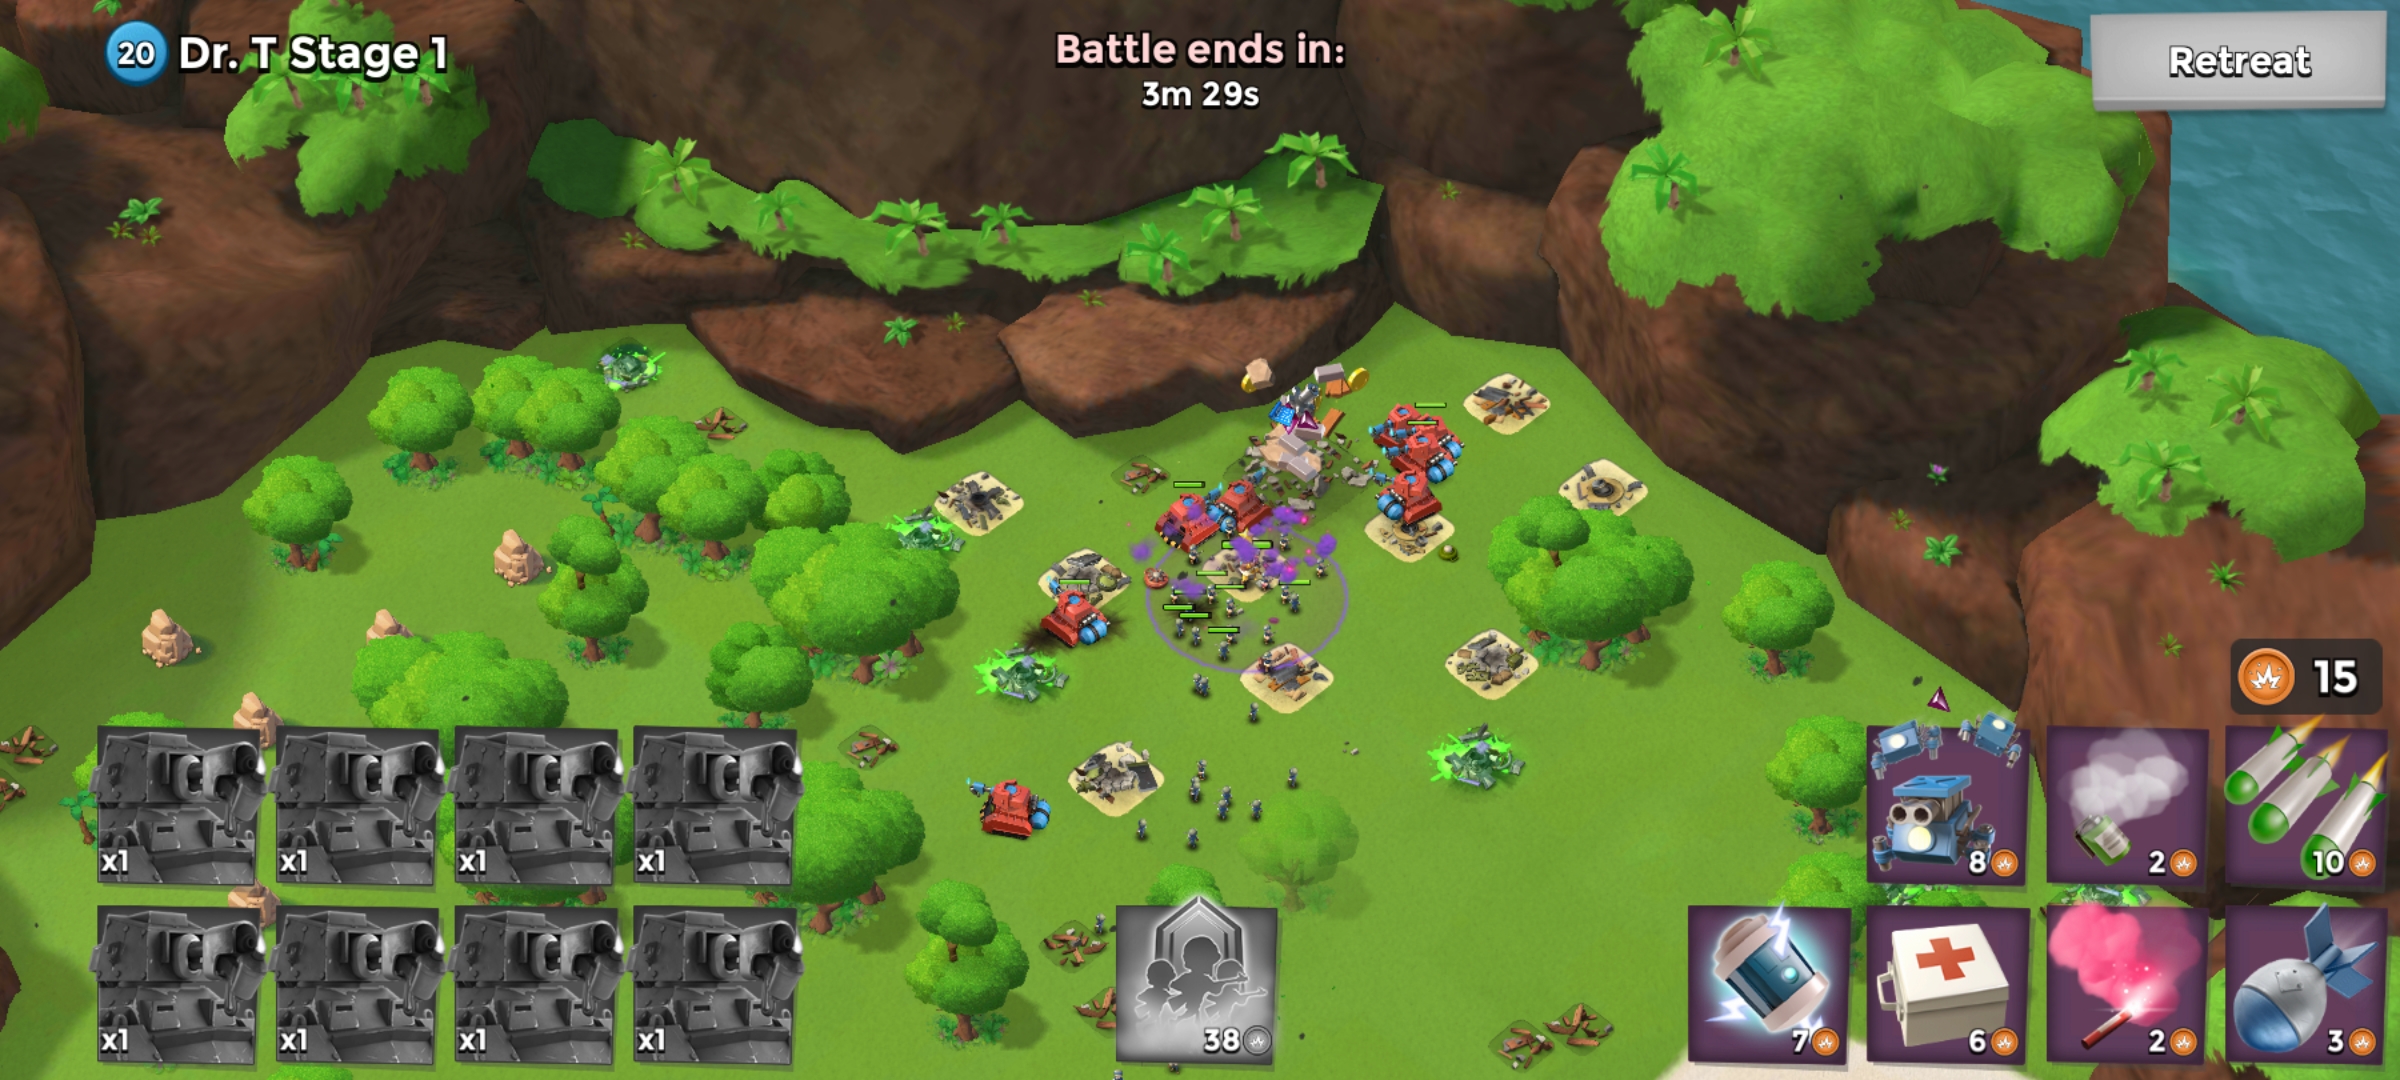 20 Dr. T Stage 1
Battle ends in:
3m 29s
Retreat
15
x1 x1 x1 x1
8 2 10
x1 x1 x1 x1
38
7 6 2 3